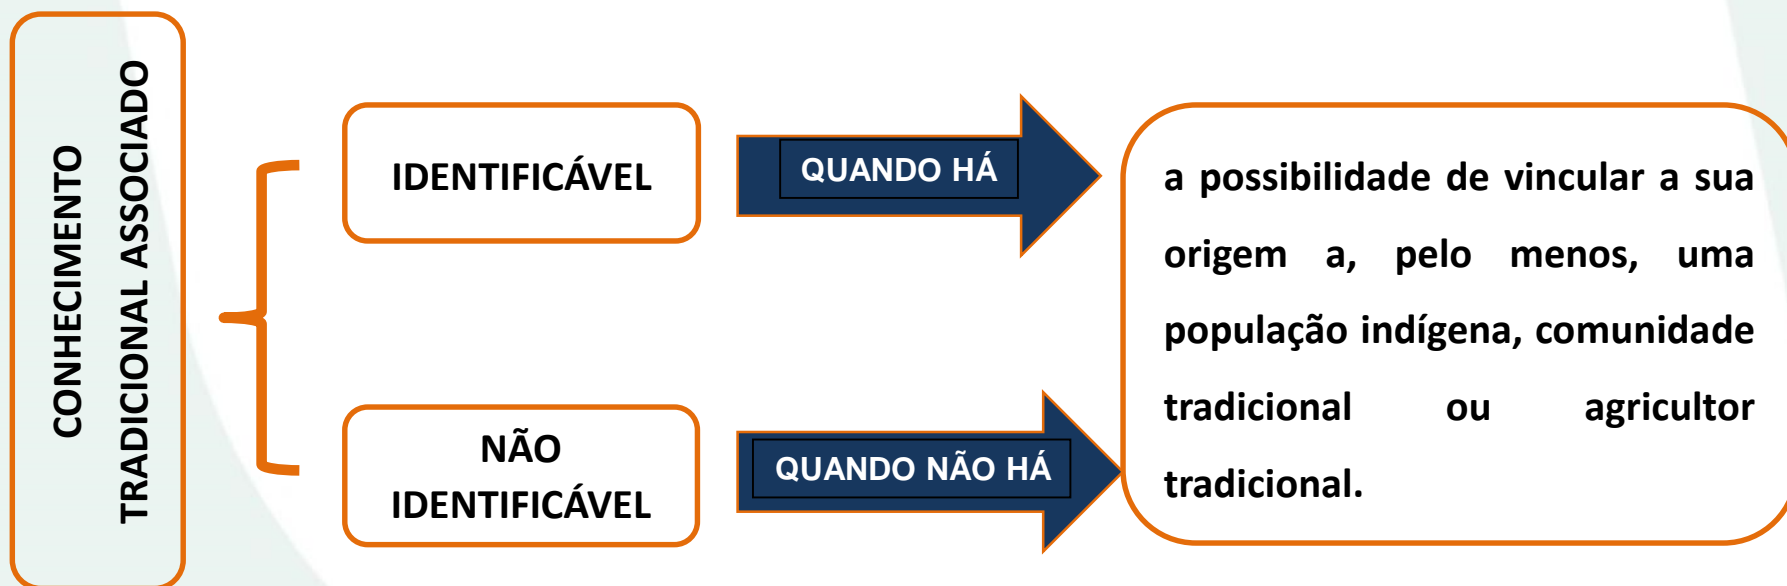 CONHECIMENTO
TRADICIONAL ASSOCIADO
IDENTIFICÁVEL
QUANDO HÁ
NÃO
IDENTIFICÁVEL
QUANDO NÃO HÁ
a possibilidade de vincular a sua
origem a, pelo menos, uma
população indígena, comunidade
tradicional ou agricultor
tradicional.